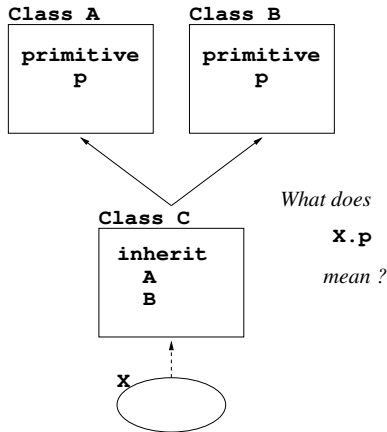 Class A
primitive
p
Class B
primitive
p
Class C
inherit
A
B
What does
X.p
mean ?
X